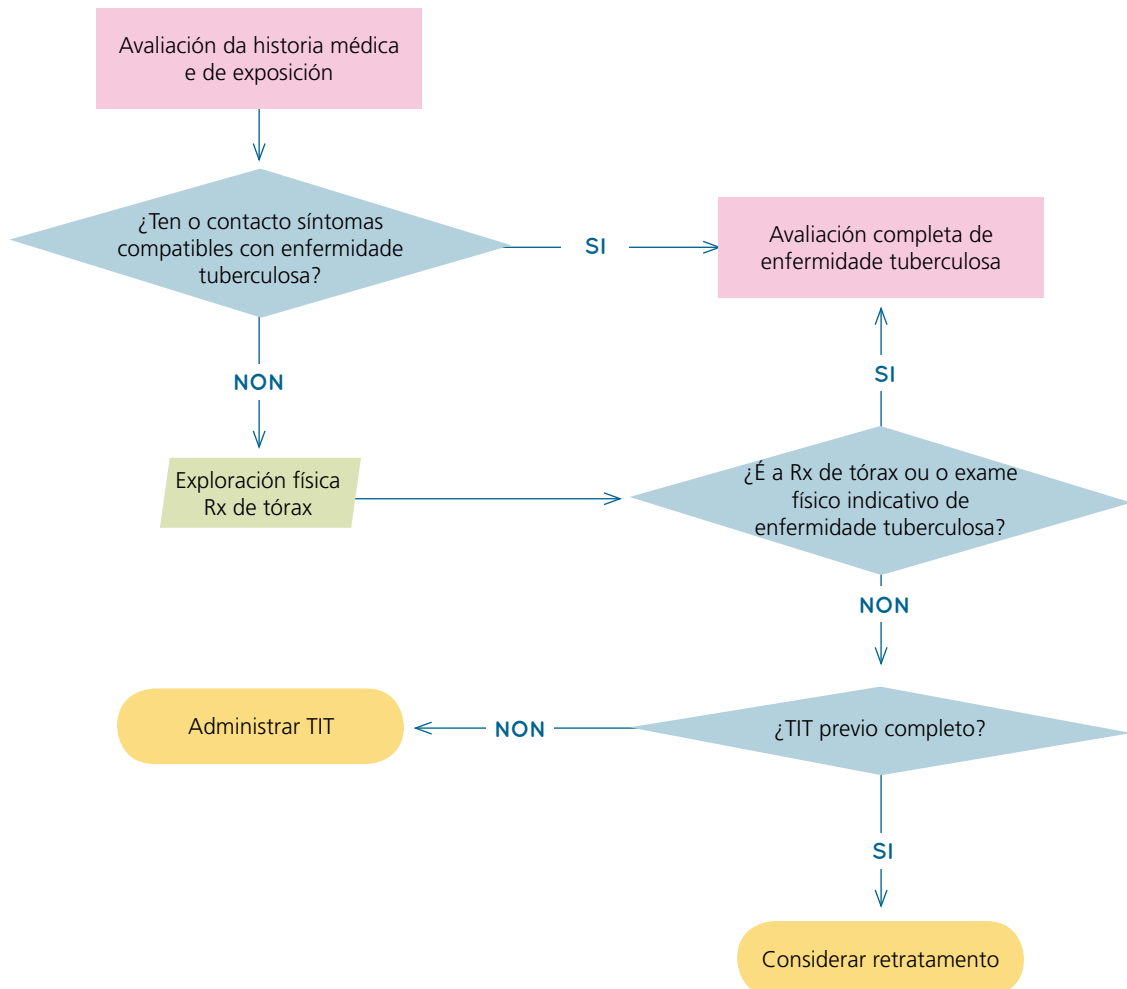 Avaliación da historia médica
e de exposición
¿Ten o contacto síntomas
compatibles con enfermidade
tuberculosa?
SI
Avaliación completa de
enfermidade tuberculosa
NON
SI
Exploración física
Rx de tórax
¿É a Rx de tórax ou o exame
físico indicativo de
enfermidade tuberculosa?
NON
¿TIT previo completo?
NON
Administrar TIT
SI
Considerar retratamento